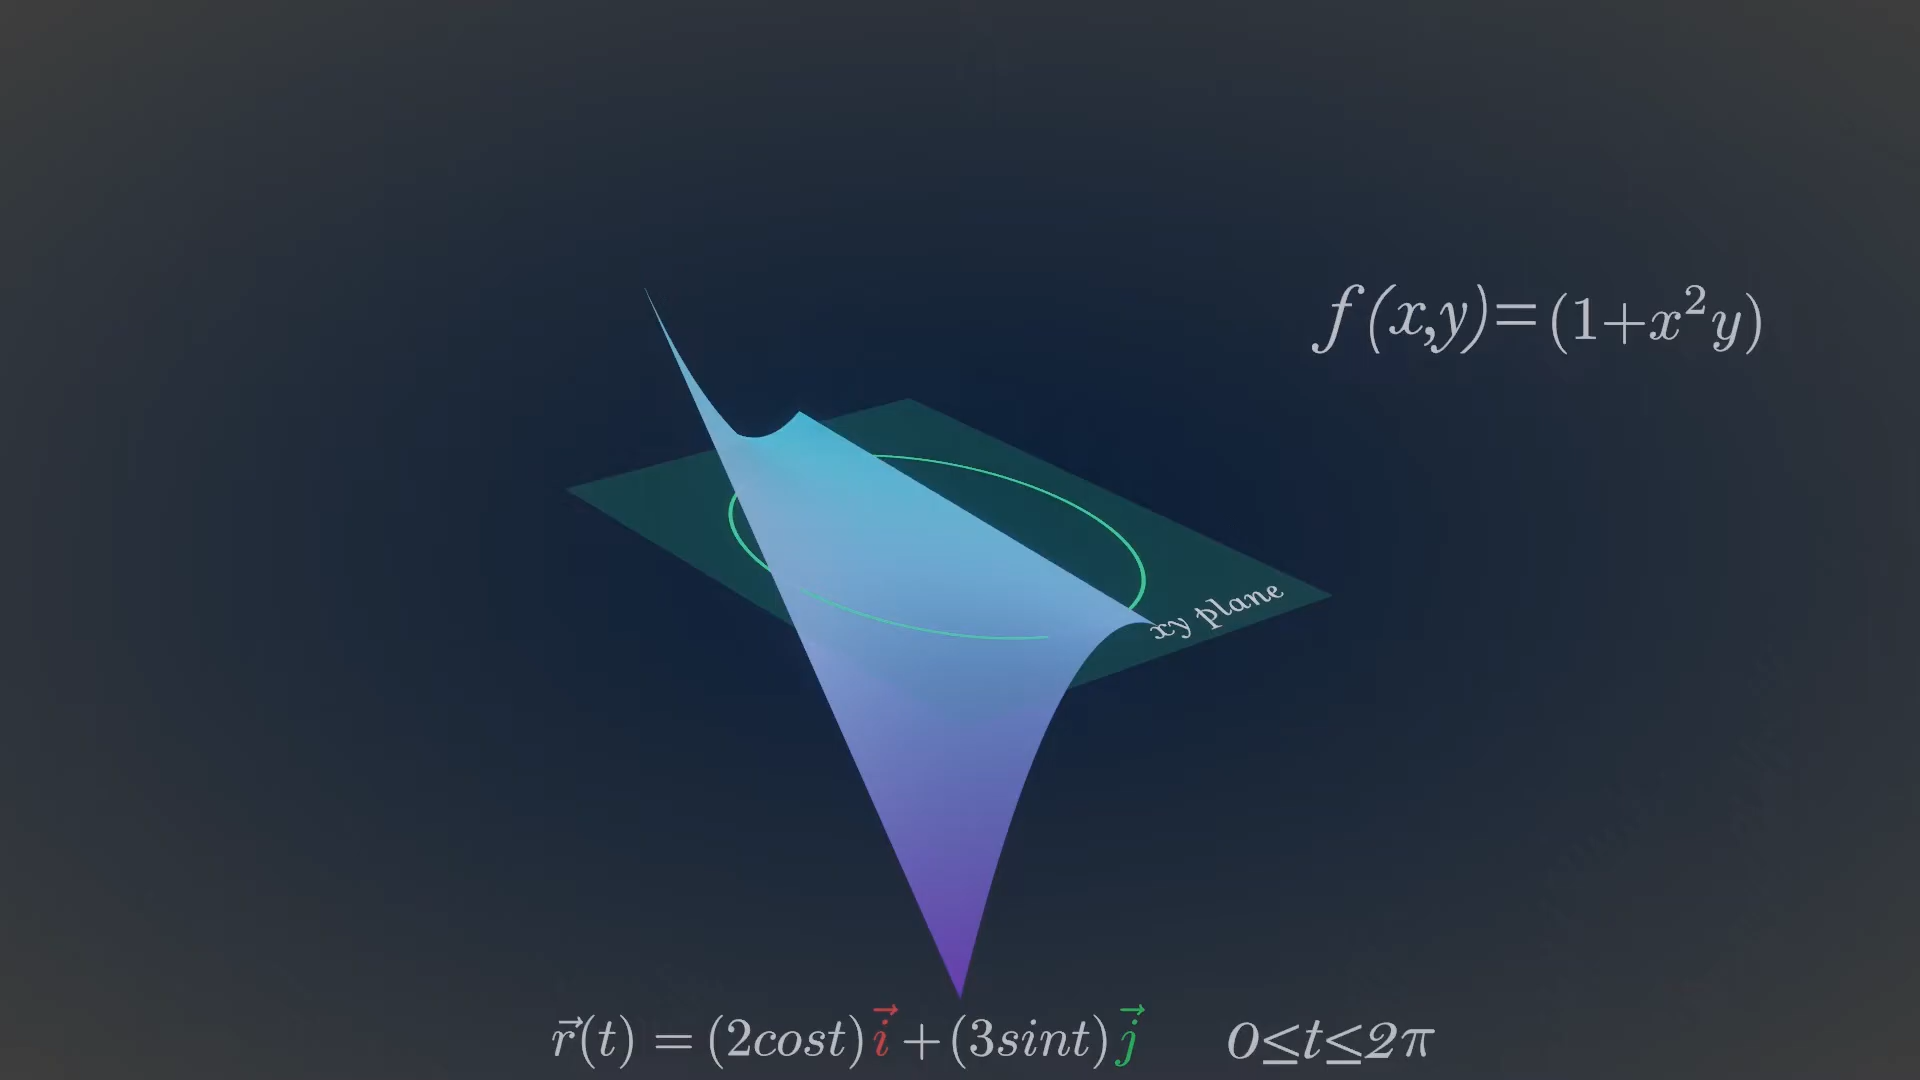 f(x,y)=(1+x²y)
xy plane
r⃗(t) = (2cost)i⃗+(3sint)j⃗ 0≤t≤2π